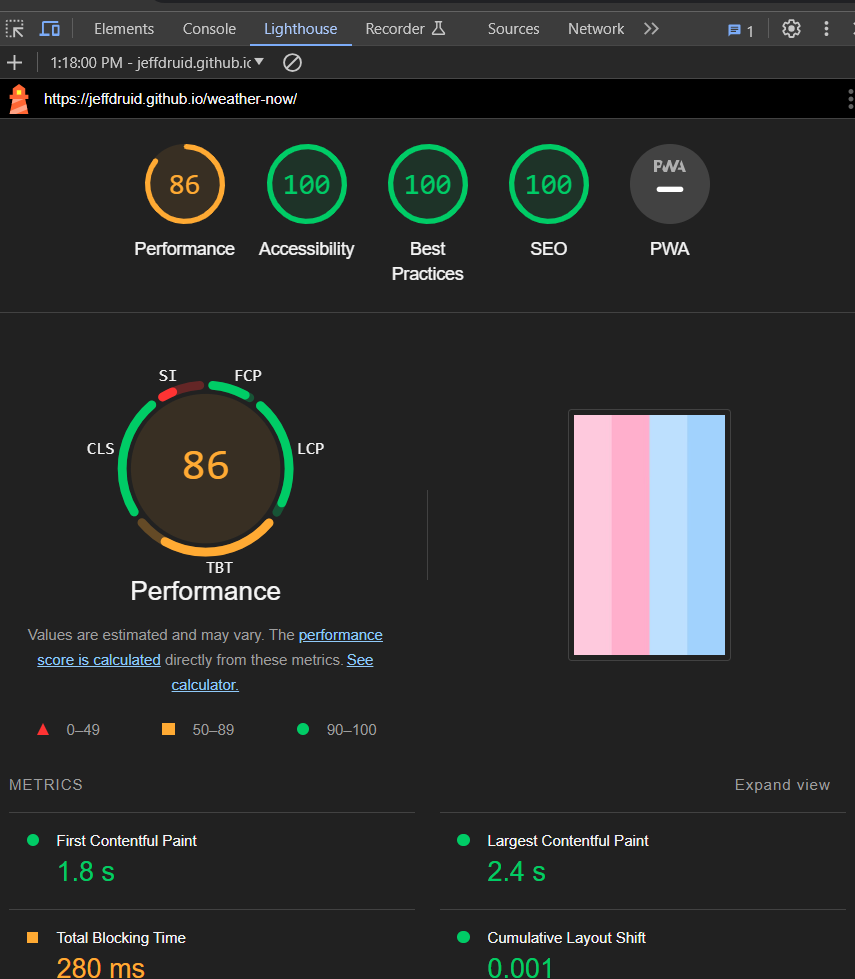 Elements Console Lighthouse Recorder Sources Network 1
1:18:00 PM - jeffdruid.github.io
https://jeffdruid.github.io/weather-now/
86 100 100 100 PWA
Performance Accessibility Best Practices SEO PWA
SI FCP
CLS LCP
86
TBT
Performance
Values are estimated and may vary. The performance
score is calculated directly from these metrics. See
calculator.
0–49 50–89 90–100
METRICS Expand view
First Contentful Paint Largest Contentful Paint
1.8 s 2.4 s
Total Blocking Time Cumulative Layout Shift
280 ms 0.001